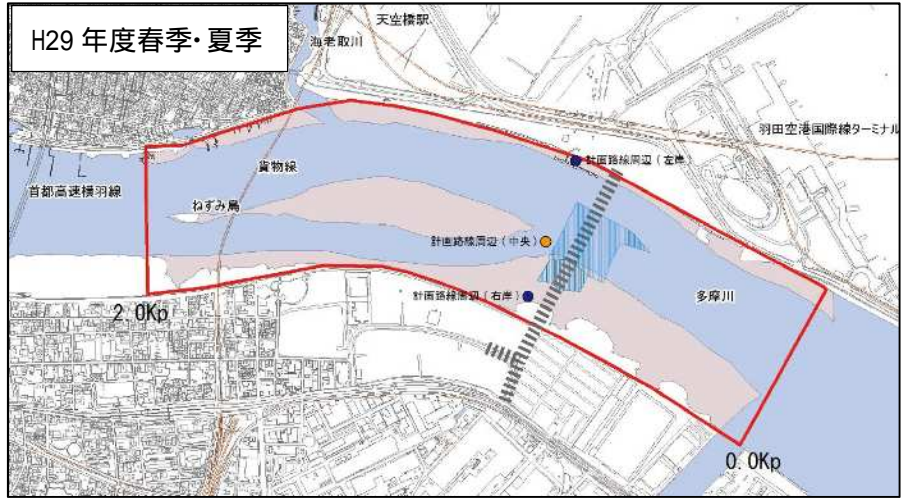 H29 年度春季・夏季
天空橋駅
海老取川
羽田空港国際線ターミナル
計画路線周辺(左岸)
首都高速横羽線
貨物線
ねずみ島
計画路線周辺(中央)
計画路線周辺(右岸)
多摩川
2.0Kp
0.0Kp